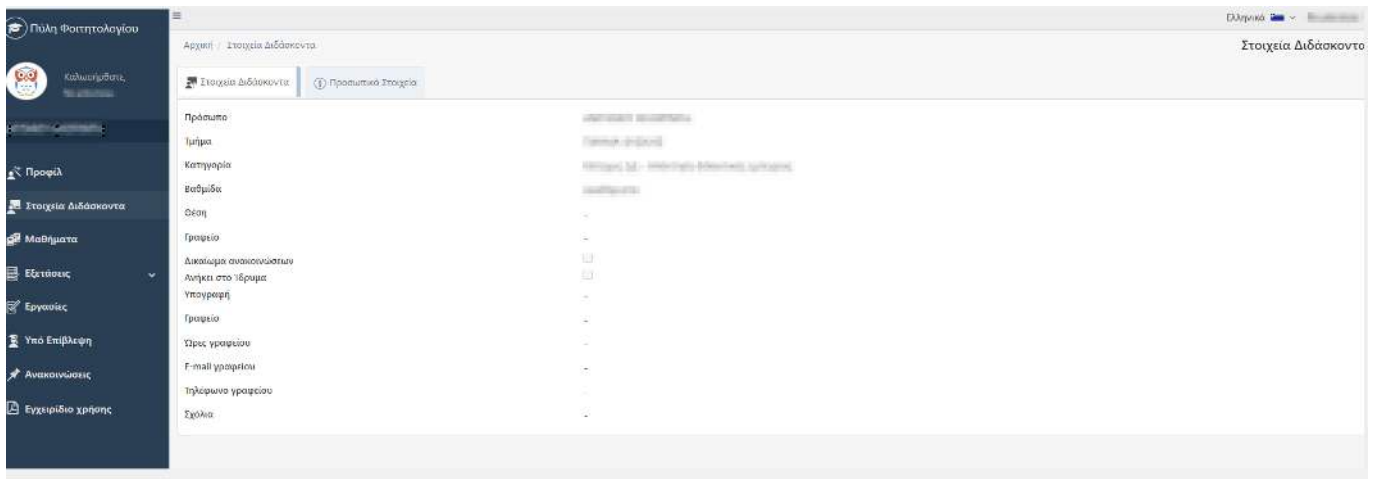 Πύλη Φοιτητολογίου
Ελληνικά
Αρχική / Στοιχεία Διδάσκοντα
Στοιχεία Διδάσκοντο
Καλωσήρθατε,
Στοιχεία Διδάσκοντα
Προσωπικά Στοιχεία
Προφίλ
Στοιχεία Διδάσκοντα
Μαθήματα
Εξετάσεις
Εργασίες
Υπό Επίβλεψη
Ανακοινώσεις
Εγχειρίδιο χρήσης
Πρόσωπο
Τμήμα
Κατηγορία
Βαθμίδα
Θέση -
Γραφείο -
Δικαίωμα ανακοινώσεων
Ανήκει στο Ίδρυμα
Υπογραφή -
Γραφείο -
Ώρες γραφείου -
E-mail γραφείου -
Τηλέφωνο γραφείου
Σχόλια -